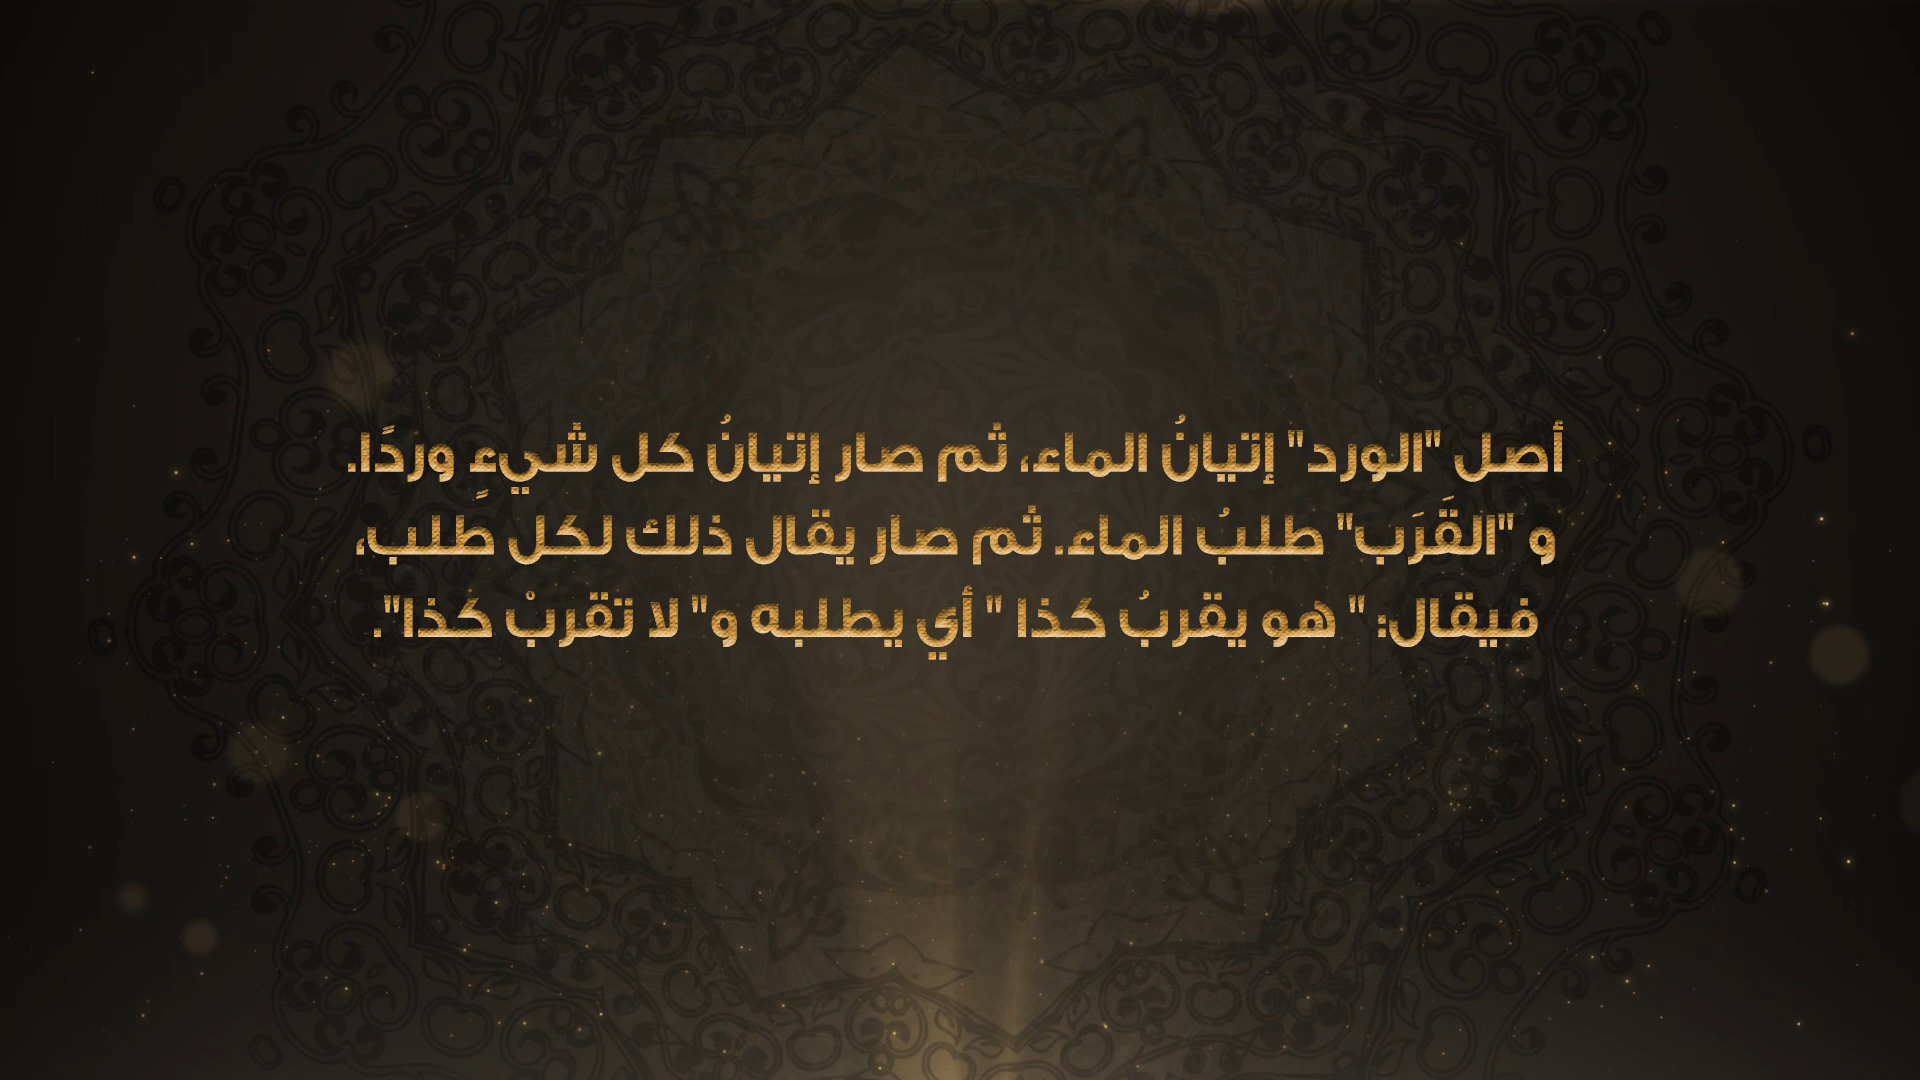 أصل "الورد" إتيانُ الماء، ثم صار إتيانُ كل شيءٍ وردًا.
و "القَرَب" طلبُ الماء. ثم صار يقال ذلك لكل طلب،
فيقال: " هو يقربُ كذا " أي يطلبه و" لا تقربْ كذا".